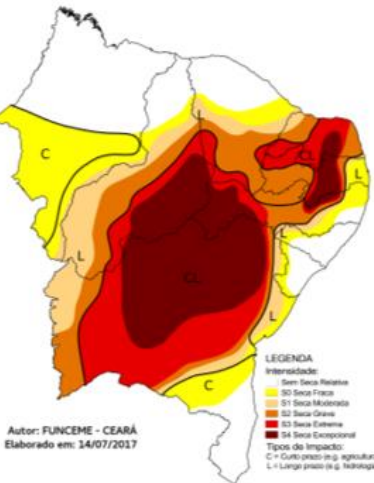 C
L
CL
L
L
L
CL
L
C
LEGENDA
Intensidade:
Sem Seca Relativa
S0 Seca Fraca
S1 Seca Moderada
S2 Seca Grave
S3 Seca Extrema
S4 Seca Excepcional
Tipos de Impacto:
C = Curto prazo (e.g. agricultur
L = Longo prazo (e.g. hidrologia
Autor: FUNCEME - CEARÁ
Elaborado em: 14/07/2017